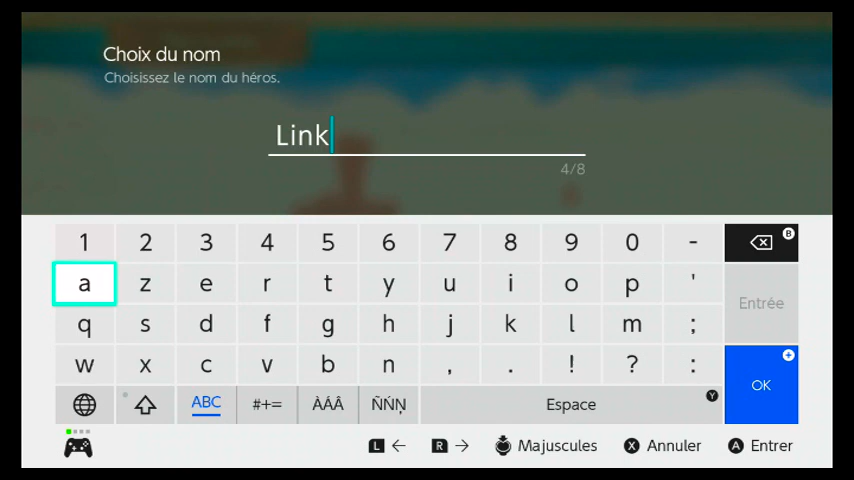 Choix du nom
Choisissez le nom du héros.
Link
4/8
1 2 3 4 5 6 7 8 9 0 - B
a z e r t y u i o p ' Entrée
q s d f g h j k l m ;
w x c v b n , . ! ? : OK
ABC #+= ÀÁÂ ÑŃŅ Espace Y
L ← R → Majuscules X Annuler A Entrer